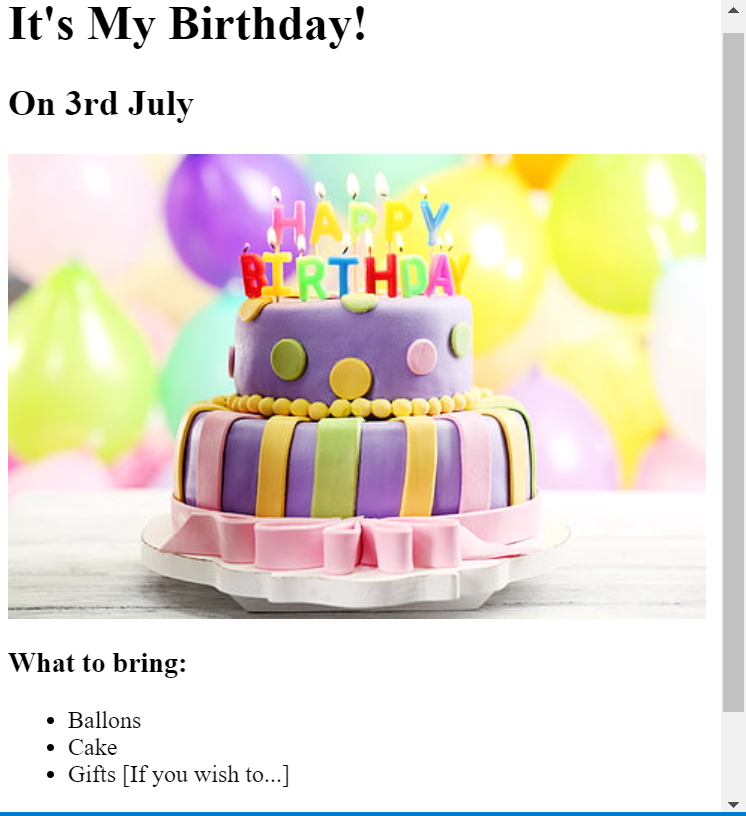 It's My Birthday!
On 3rd July
HAPPY
BIRTHDAY
What to bring:
Ballons
Cake
Gifts [If you wish to...]